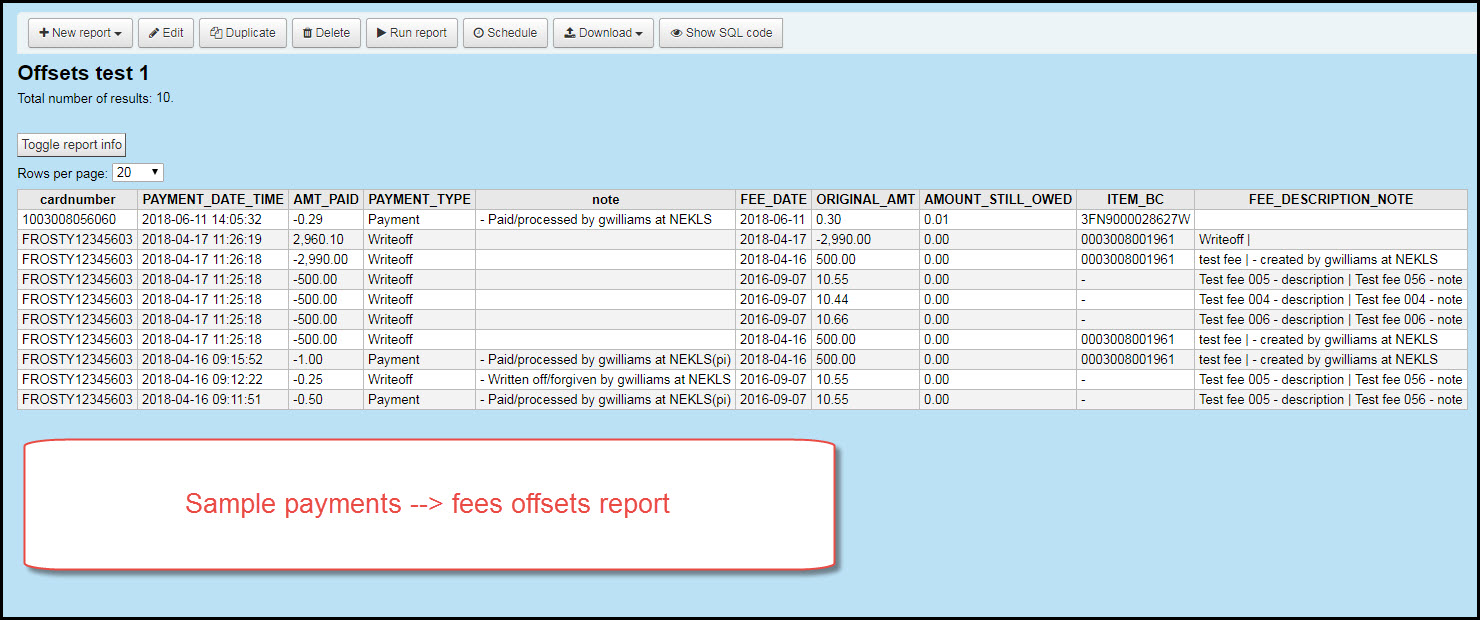 New report Edit Duplicate Delete Run report Schedule Download Show SQL code
Offsets test 1
Total number of results: 10.
Toggle report info
Rows per page: 20
cardnumber PAYMENT_DATE_TIME AMT_PAID PAYMENT_TYPE note FEE_DATE ORIGINAL_AMT AMOUNT_STILL_OWED ITEM_BC FEE_DESCRIPTION_NOTE
1003008056060 2018-06-11 14:05:32 -0.29 Payment - Paid/processed by gwilliams at NEKLS 2018-06-11 0.30 0.01 3FN9000028627W
FROSTY12345603 2018-04-17 11:26:19 2,960.10 Writeoff 2018-04-17 -2,990.00 0.00 0003008001961 Writeoff |
FROSTY12345603 2018-04-17 11:26:18 -2,990.00 Writeoff 2018-04-16 500.00 0.00 0003008001961 test fee | - created by gwilliams at NEKLS
FROSTY12345603 2018-04-17 11:25:18 -500.00 Writeoff 2016-09-07 10.55 0.00 - Test fee 005 - description | Test fee 056 - note
FROSTY12345603 2018-04-17 11:25:18 -500.00 Writeoff 2016-09-07 10.44 0.00 - Test fee 004 - description | Test fee 004 - note
FROSTY12345603 2018-04-17 11:25:18 -500.00 Writeoff 2016-09-07 10.66 0.00 - Test fee 006 - description | Test fee 006 - note
FROSTY12345603 2018-04-17 11:25:18 -500.00 Writeoff 2018-04-16 500.00 0.00 0003008001961 test fee | - created by gwilliams at NEKLS
FROSTY12345603 2018-04-16 09:15:52 -1.00 Payment - Paid/processed by gwilliams at NEKLS(pi) 2018-04-16 500.00 0.00 0003008001961 test fee | - created by gwilliams at NEKLS
FROSTY12345603 2018-04-16 09:12:22 -0.25 Writeoff - Written off/forgiven by gwilliams at NEKLS 2016-09-07 10.55 0.00 - Test fee 005 - description | Test fee 056 - note
FROSTY12345603 2018-04-16 09:11:51 -0.50 Payment - Paid/processed by gwilliams at NEKLS(pi) 2016-09-07 10.55 0.00 - Test fee 005 - description | Test fee 056 - note
Sample payments --> fees offsets report